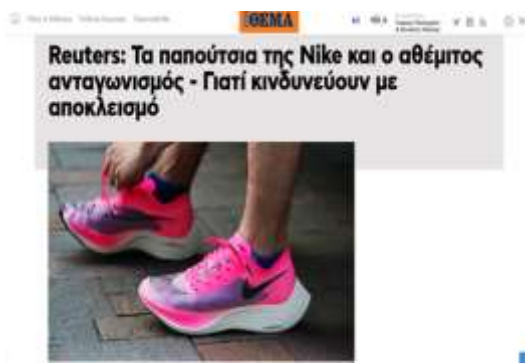 ΘΕΜΑ
Reuters: Τα παπούτσια της Nike και ο αθέμιτος
ανταγωνισμός - Γιατί κινδυνεύουν με
αποκλεισμό